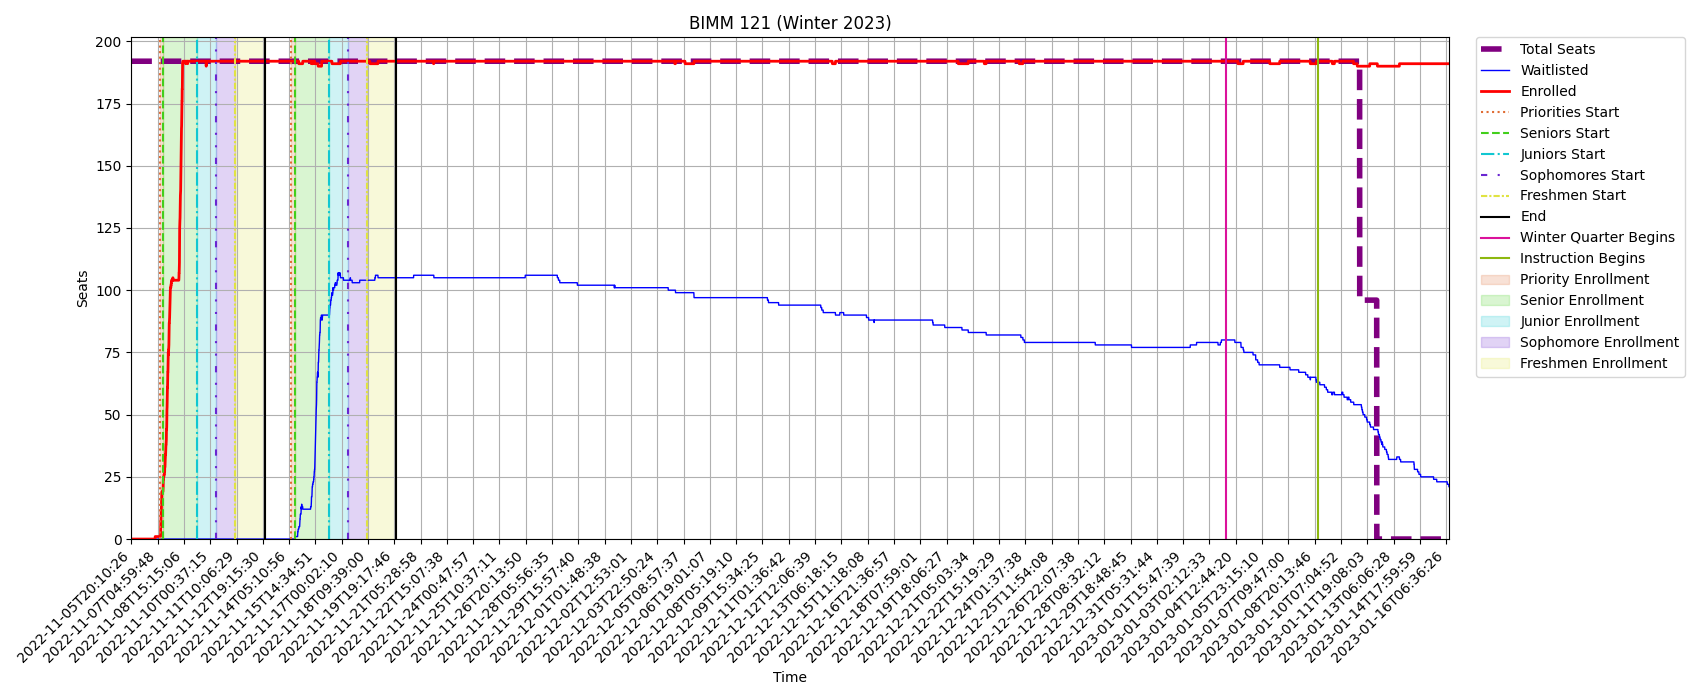 BIMM 121 (Winter 2023)
200
175
150
125
100
75
50
25
0
Seats
2022-11-05T20:10:26
2022-11-07T04:59:48
2022-11-08T15:15:06
2022-11-10T00:37:15
2022-11-11T10:06:29
2022-11-12T19:15:30
2022-11-14T05:10:56
2022-11-15T14:34:51
2022-11-17T00:02:10
2022-11-18T09:39:00
2022-11-19T19:17:46
2022-11-21T05:28:58
2022-11-22T15:07:38
2022-11-24T00:47:57
2022-11-25T10:37:11
2022-11-26T20:13:50
2022-11-28T05:56:35
2022-11-29T15:57:40
2022-12-01T01:48:38
2022-12-02T12:53:01
2022-12-03T22:50:24
2022-12-05T08:57:37
2022-12-06T19:01:07
2022-12-08T05:19:10
2022-12-09T15:34:25
2022-12-11T01:36:42
2022-12-12T12:06:39
2022-12-13T06:18:15
2022-12-15T11:18:08
2022-12-16T21:36:57
2022-12-18T07:59:01
2022-12-19T18:06:27
2022-12-21T05:03:34
2022-12-22T15:19:29
2022-12-24T01:37:38
2022-12-25T11:54:08
2022-12-26T22:07:38
2022-12-28T08:32:12
2022-12-29T18:48:45
2022-12-31T05:31:44
2023-01-01T15:47:39
2023-01-03T02:12:33
2023-01-04T12:44:20
2023-01-05T23:15:10
2023-01-07T09:47:00
2023-01-08T20:13:46
2023-01-10T07:04:52
2023-01-11T19:08:03
2023-01-13T06:06:28
2023-01-14T17:59:59
2023-01-16T06:36:26
Time
Total Seats
Waitlisted
Enrolled
Priorities Start
Seniors Start
Juniors Start
Sophomores Start
Freshmen Start
End
Winter Quarter Begins
Instruction Begins
Priority Enrollment
Senior Enrollment
Junior Enrollment
Sophomore Enrollment
Freshmen Enrollment